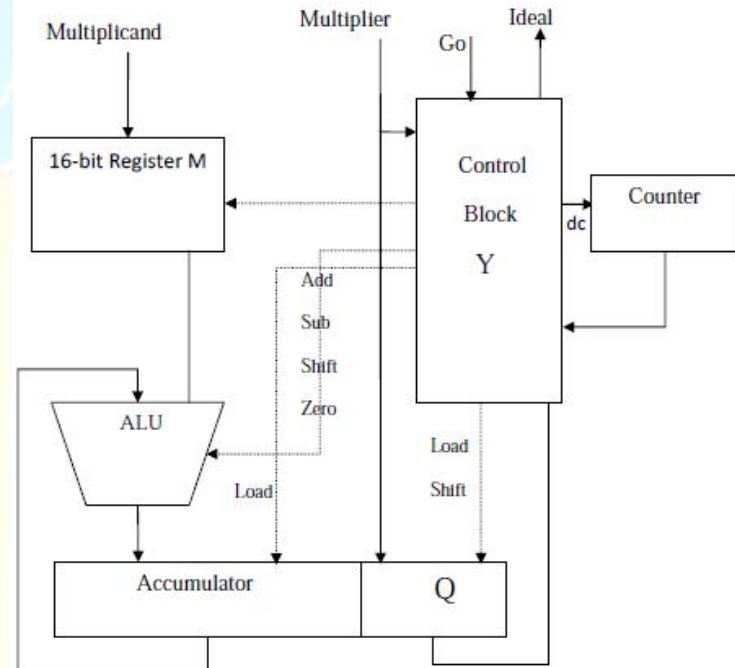 Multiplicand
Multiplier
Ideal
Go
16-bit Register M
Control
Block
Y
Counter
dc
Add
Sub
Shift
Zero
ALU
Load
Load
Shift
Accumulator
Q